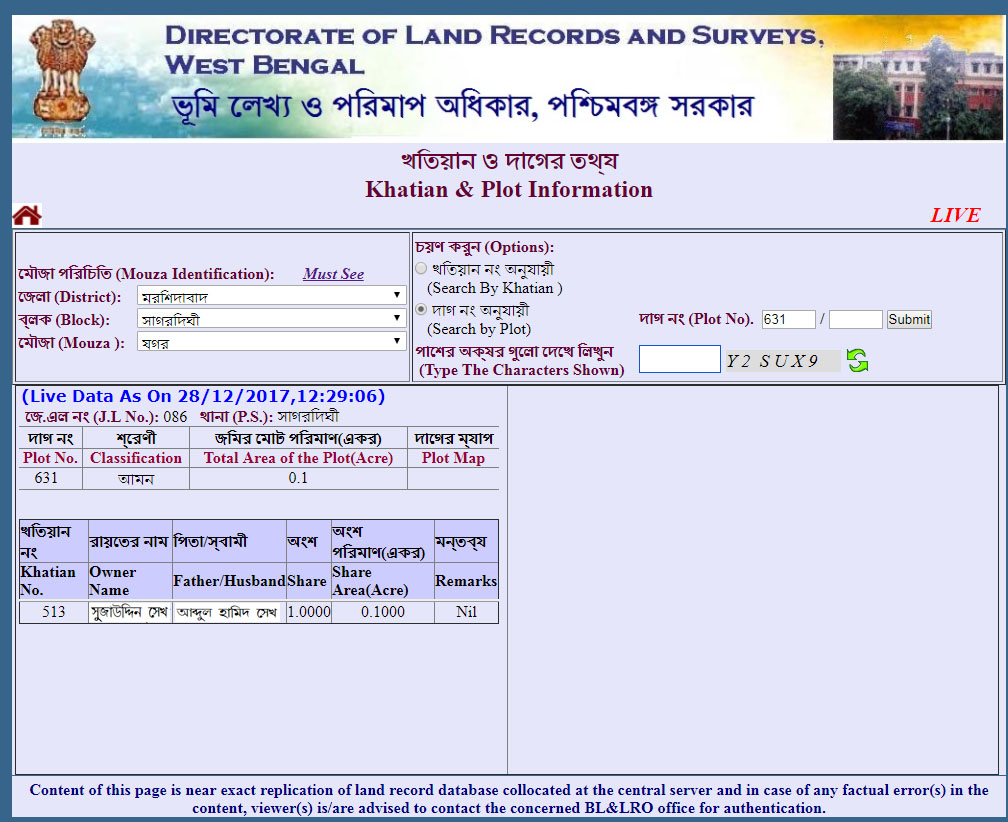 DIRECTORATE OF LAND RECORDS AND SURVEYS,
WEST BENGAL
ভূমি লেখ্য ও পরিমাপ অধিকার, পশ্চিমবঙ্গ সরকার
খতিয়ান ও দাগের তথ্য
Khatian & Plot Information
LIVE
মৌজা পরিচিতি (Mouza Identification): Must See
জেলা (District): মুরশিদাবাদ
ব্লক (Block): সাগরদিঘী
মৌজা (Mouza ): যগর
চয়ণ করুন (Options):
খতিয়ান নং অনুযায়ী
(Search By Khatian )
দাগ নং অনুযায়ী
(Search by Plot)
দাগ নং (Plot No). 631 / Submit
পাশের অক্ষর গুলো দেখে লিখুন
(Type The Characters Shown) Y2 SUX9
(Live Data As On 28/12/2017,12:29:06)
জে.এল নং (J.L No.): 086 থানা (P.S.): সাগরদিঘী
দাগ নং শ্রেণী জমির মোট পরিমাণ(একর) দাগের ম্যাপ
Plot No. Classification Total Area of the Plot(Acre) Plot Map
631 আমন 0.1
খতিয়ান নং রায়তের নাম পিতা/স্বামী অংশ অংশ পরিমাণ(একর) মন্তব্য
Khatian No. Owner Name Father/Husband Share Share Area(Acre) Remarks
513 সুজাউদ্দিন সেখ আব্দুল হামিদ সেখ 1.0000 0.1000 Nil
Content of this page is near exact replication of land record database collocated at the central server and in case of any factual error(s) in the
content, viewer(s) is/are advised to contact the concerned BL&LRO office for authentication.